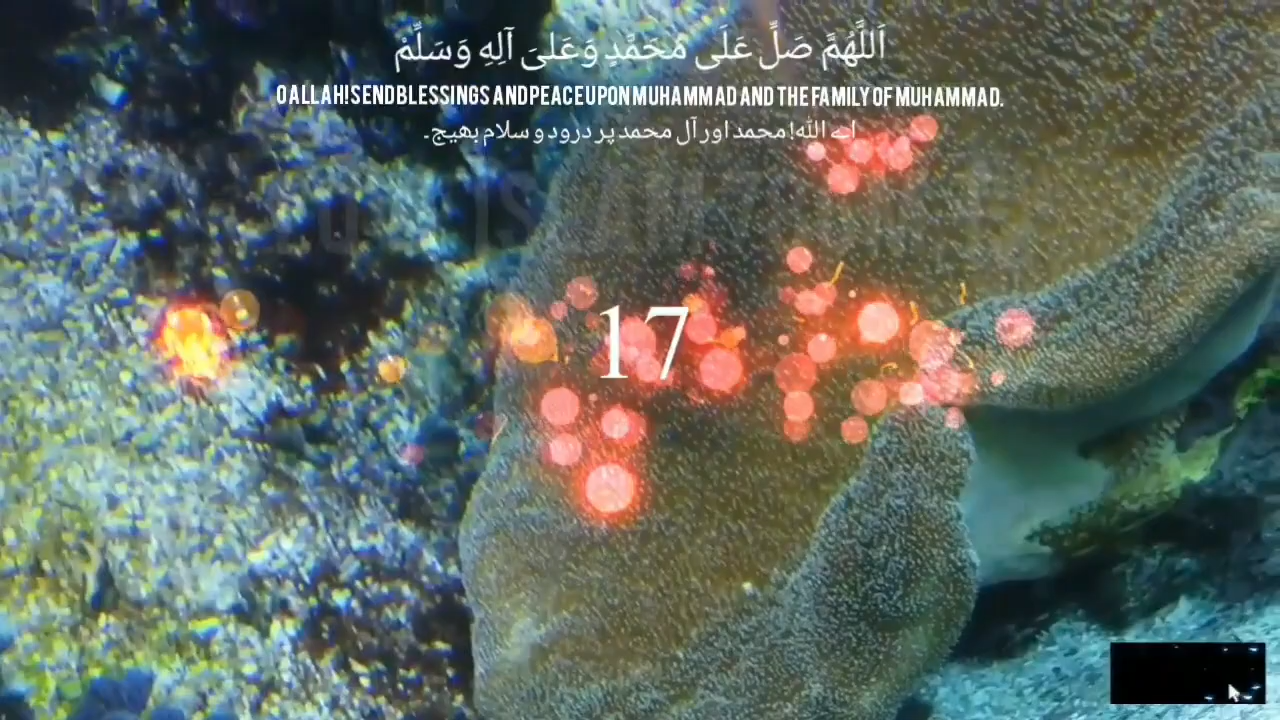 اَللَّهُمَّ صَلِّ عَلَى مُحَمَّدٍ وَعَلیَ آلِهِ وَسَلِّمْ
O ALLAH! SEND BLESSINGS AND PEACE UPON MUHAMMAD AND THE FAMILY OF MUHAMMAD.
اے اللہ! محمد اور آل محمد پر درود و سلام بھیج۔
17